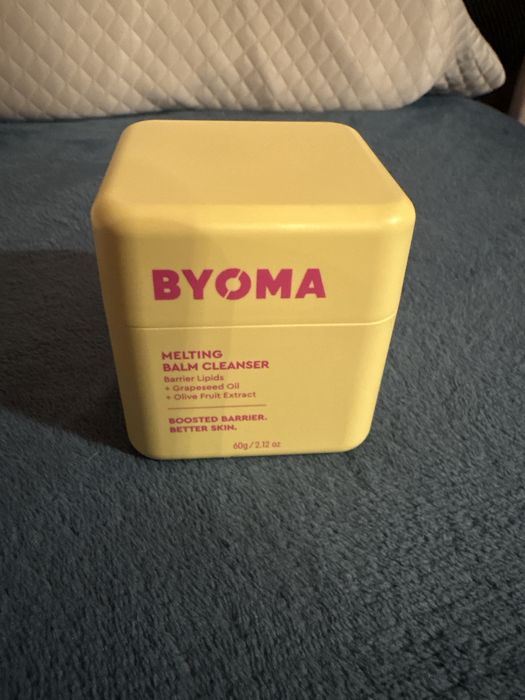 BYOMA
MELTING
BALM CLEANSER
Barrier Lipids
+ Grapeseed Oil
+ Olive Fruit Extract
BOOSTED BARRIER.
BETTER SKIN.
60g / 2.12 oz